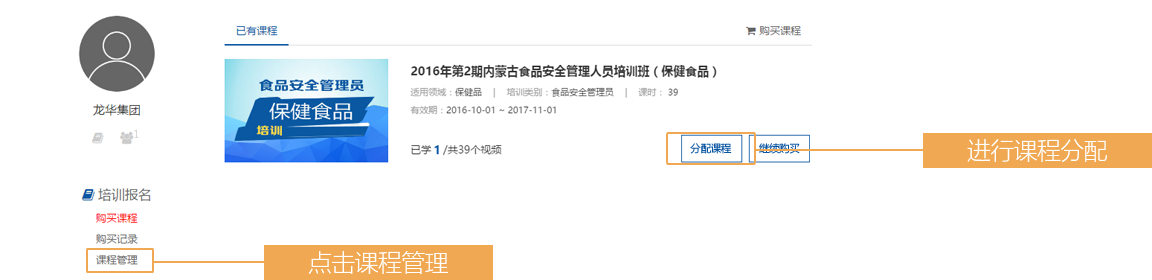 已有课程
购买课程
龙华集团
1
食品安全管理员
保健食品
培训
2016年第2期内蒙古食品安全管理人员培训班（保健食品）
适用领域：保健品 | 培训类别：食品安全管理员 | 课时： 39
有效期：2016-10-01 ~ 2017-11-01
已学 1 /共39个视频
分配课程
继续购买
进行课程分配
培训报名
购买课程
购买记录
课程管理
点击课程管理